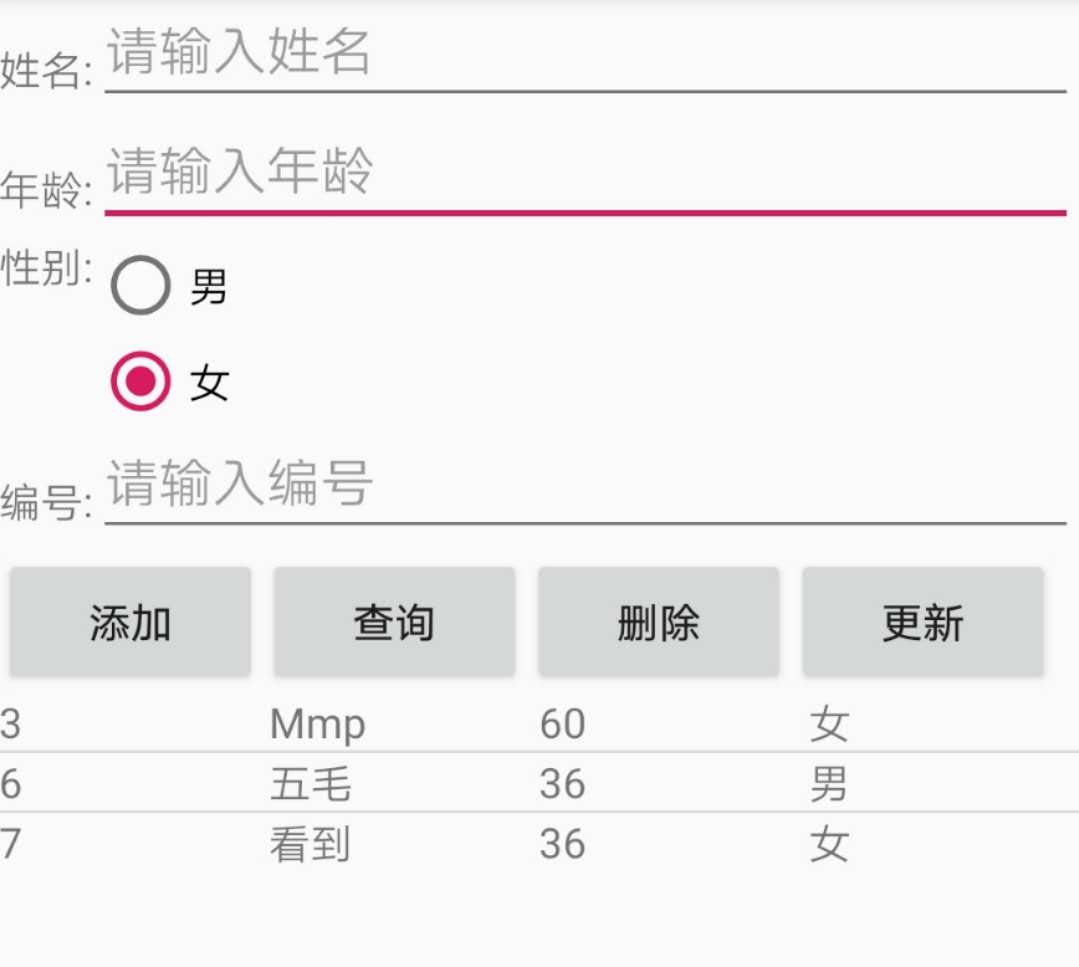 姓名: 请输入姓名
年龄: 请输入年龄
性别: 男
女
编号: 请输入编号
添加 查询 删除 更新
3 Mmp 60 女
6 五毛 36 男
7 看到 36 女